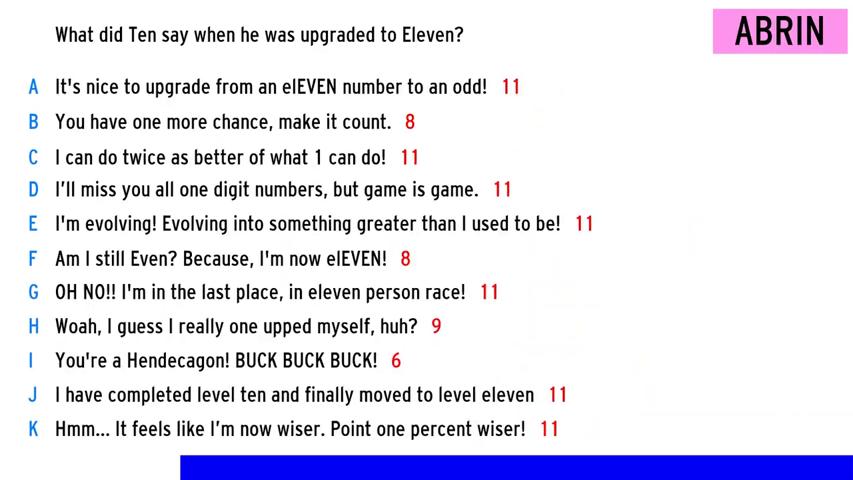 What did Ten say when he was upgraded to Eleven?
ABRIN
A It's nice to upgrade from an elEVEN number to an odd! 11
B You have one more chance, make it count. 8
C I can do twice as better of what 1 can do! 11
D I’ll miss you all one digit numbers, but game is game. 11
E I'm evolving! Evolving into something greater than I used to be! 11
F Am I still Even? Because, I'm now elEVEN! 8
G OH NO!! I'm in the last place, in eleven person race! 11
H Woah, I guess I really one upped myself, huh? 9
I You're a Hendecagon! BUCK BUCK BUCK! 6
J I have completed level ten and finally moved to level eleven 11
K Hmm... It feels like I’m now wiser. Point one percent wiser! 11